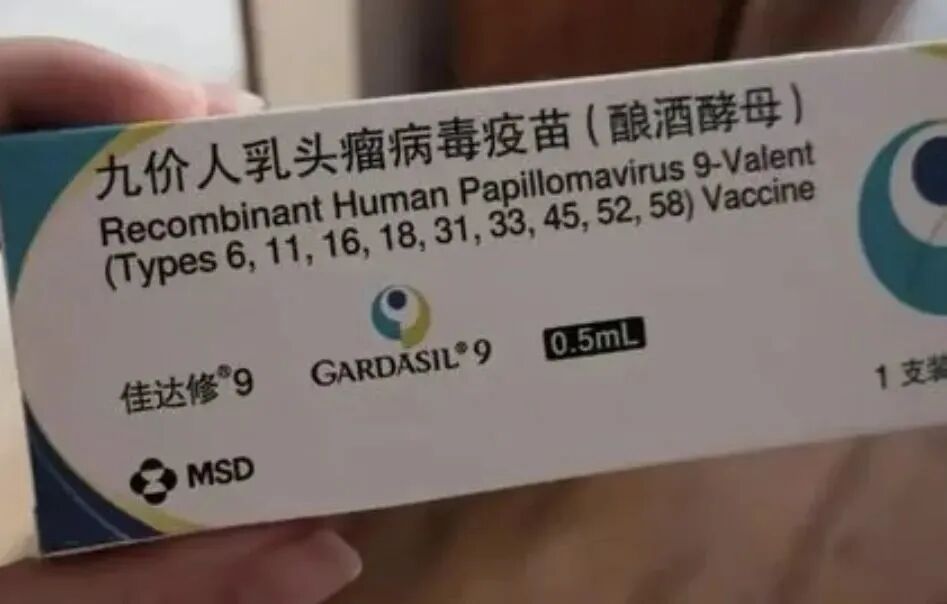 九价人乳头瘤病毒疫苗（酿酒酵母）
Recombinant Human Papillomavirus 9-Valent
(Types 6, 11, 16, 18, 31, 33, 45, 52, 58) Vaccine
佳达修®9
GARDASIL®9
0.5mL
1 支装
MSD